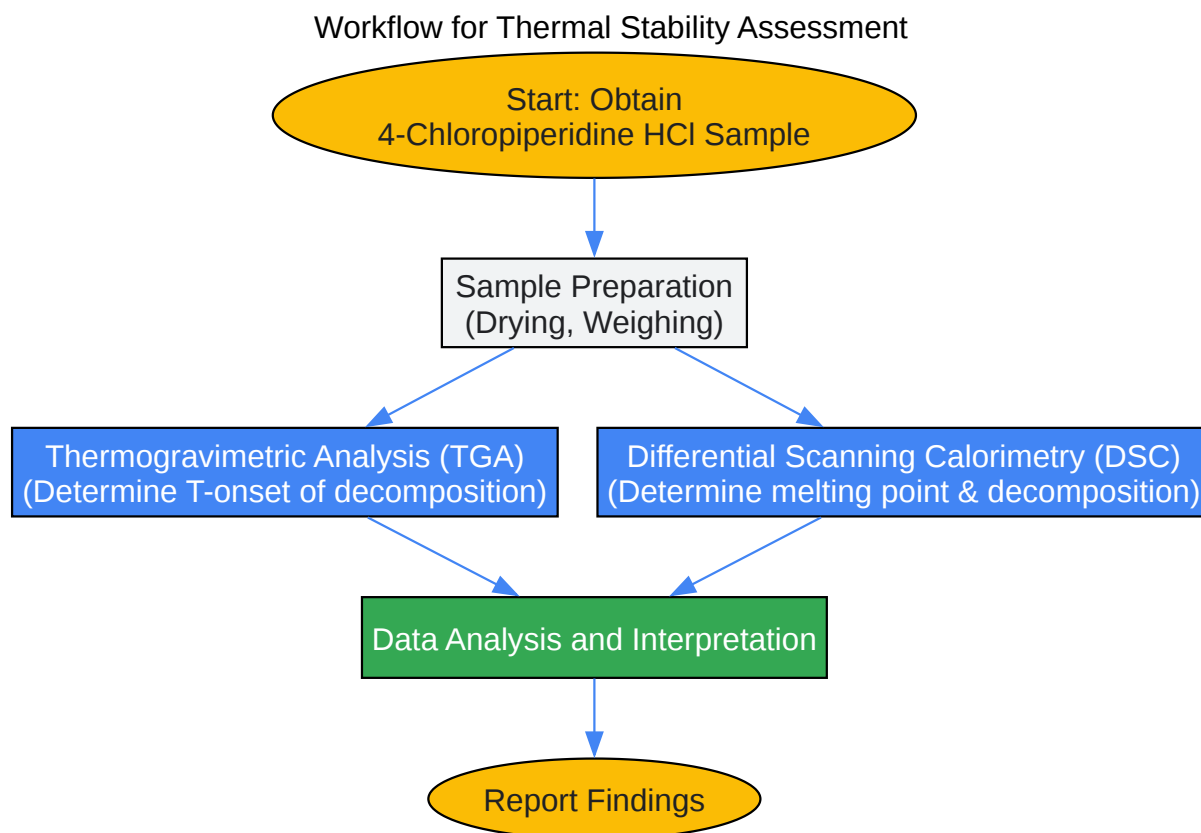 Workflow for Thermal Stability Assessment
Start: Obtain
4-Chloropiperidine HCl Sample
Sample Preparation
(Drying, Weighing)
Thermogravimetric Analysis (TGA)
(Determine T-onset of decomposition)
Differential Scanning Calorimetry (DSC)
(Determine melting point & decomposition)
Data Analysis and Interpretation
Report Findings